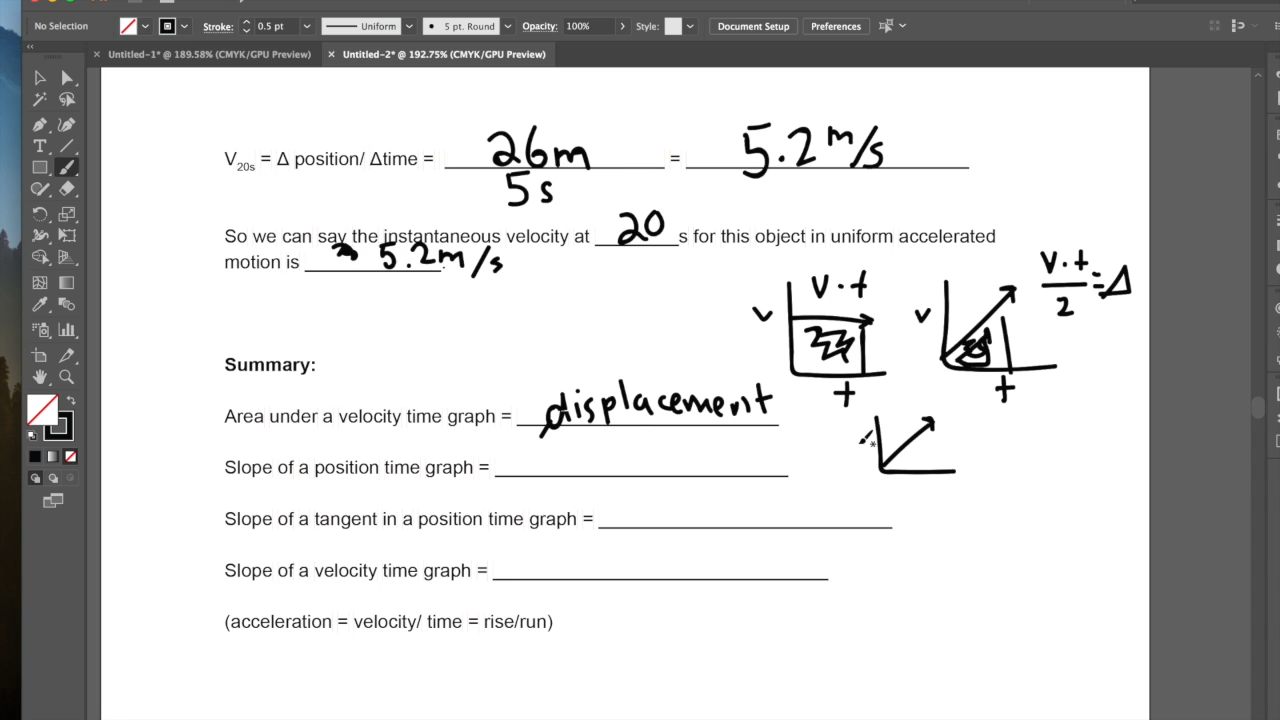 No Selection Stroke: 0.5 pt Uniform 5 pt. Round Opacity: 100% Style: Document Setup Preferences
Untitled-1* @ 189.58% (CMYK/GPU Preview) Untitled-2* @ 192.75% (CMYK/GPU Preview)
V20s = Δ position/ Δtime = 26m = 5.2 m/s
5s
So we can say the instantaneous velocity at 20 s for this object in uniform accelerated
motion is ~ 5.2m/s.
v · t
v
t
v · t
2
= Δ
v
t
Summary:
Area under a velocity time graph = displacement
Slope of a position time graph =
Slope of a tangent in a position time graph =
Slope of a velocity time graph =
(acceleration = velocity/ time = rise/run)